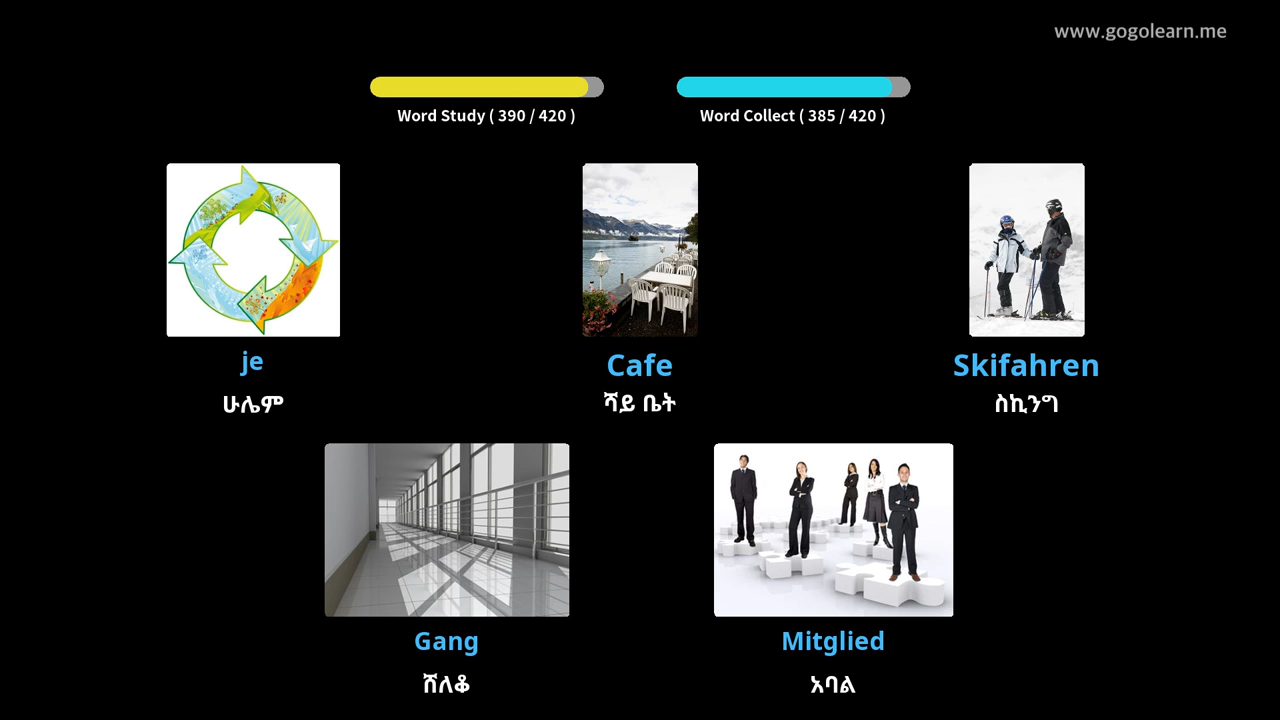 www.gogolearn.me
Word Study ( 390 / 420 )
Word Collect ( 385 / 420 )
je
ሁሌም
Cafe
ሻይ ቤት
Skifahren
ስኪንግ
Gang
ሸለቆ
Mitglied
አባል